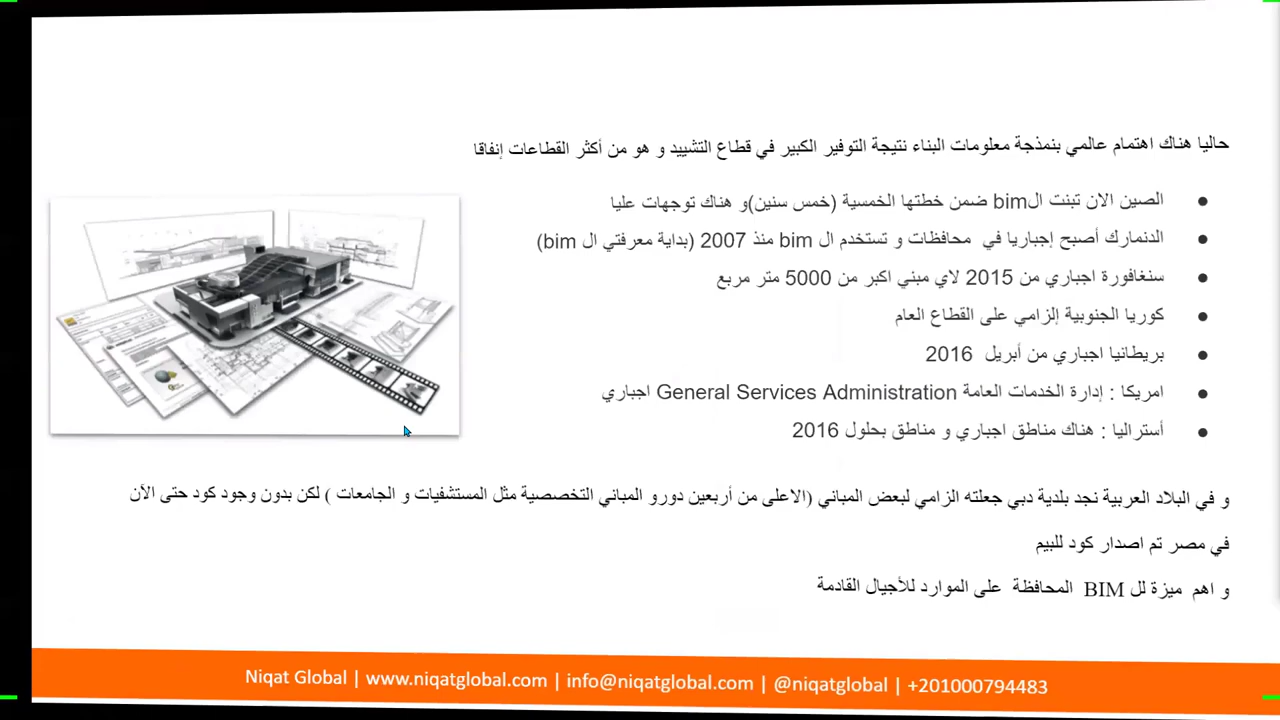 حاليا هناك اهتمام عالمي بنمذجة معلومات البناء نتيجة التوفير الكبير في قطاع التشييد و هو من أكثر القطاعات إنفاقا
● الصين الان تبنت الbim ضمن خطتها الخمسية (خمس سنين)و هناك توجهات عليا
● الدنمارك أصبح إجباريا في محافظات و تستخدم ال bim منذ 2007 (بداية معرفتي ال bim)
● سنغافورة اجباري من 2015 لاي مبني اكبر من 5000 متر مربع
● كوريا الجنوبية إلزامي على القطاع العام
● بريطانيا اجباري من أبريل 2016
● امريكا : إدارة الخدمات العامة General Services Administration اجباري
● أستراليا : هناك مناطق اجباري و مناطق بحلول 2016
و في البلاد العربية نجد بلدية دبي جعلته الزامي لبعض المباني (الاعلى من أربعين دورو المباني التخصصية مثل المستشفيات و الجامعات ) لكن بدون وجود كود حتى الآن
في مصر تم اصدار كود للبيم
و اهم ميزة لل BIM المحافظة على الموارد للأجيال القادمة
Niqat Global | www.niqatglobal.com | info@niqatglobal.com | @niqatglobal | +201000794483